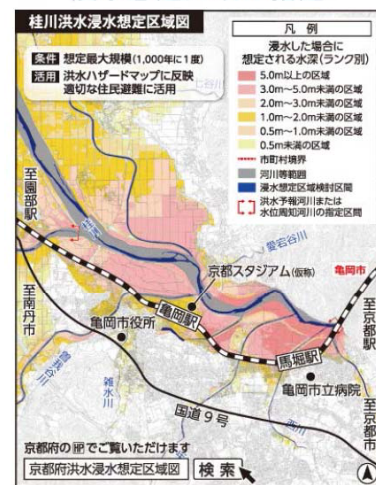 桂川洪水浸水想定区域図
条件 想定最大規模(1,000年に1度)
活用 洪水ハザードマップに反映
適切な住民避難に活用
凡例
浸水した場合に
想定される水深(ランク別)
5.0m以上の区域
3.0m~5.0m未満の区域
2.0m~3.0m未満の区域
1.0m~2.0m未満の区域
0.5m~1.0m未満の区域
0.5m未満の区域
市町村境界
河川等範囲
浸水想定区域検討区間
洪水予報河川または
水位周知河川の指定区間
七谷川
至園部駅
愛宕谷川
京都スタジアム(仮称)
亀岡市
至南丹市
亀岡駅
亀岡市役所
至京都駅
馬堀駅
曽我谷川
雑水川
亀岡市立病院
国道9号
西川
至京都市
京都府のHPでご覧いただけます
京都府洪水浸水想定区域図 検索